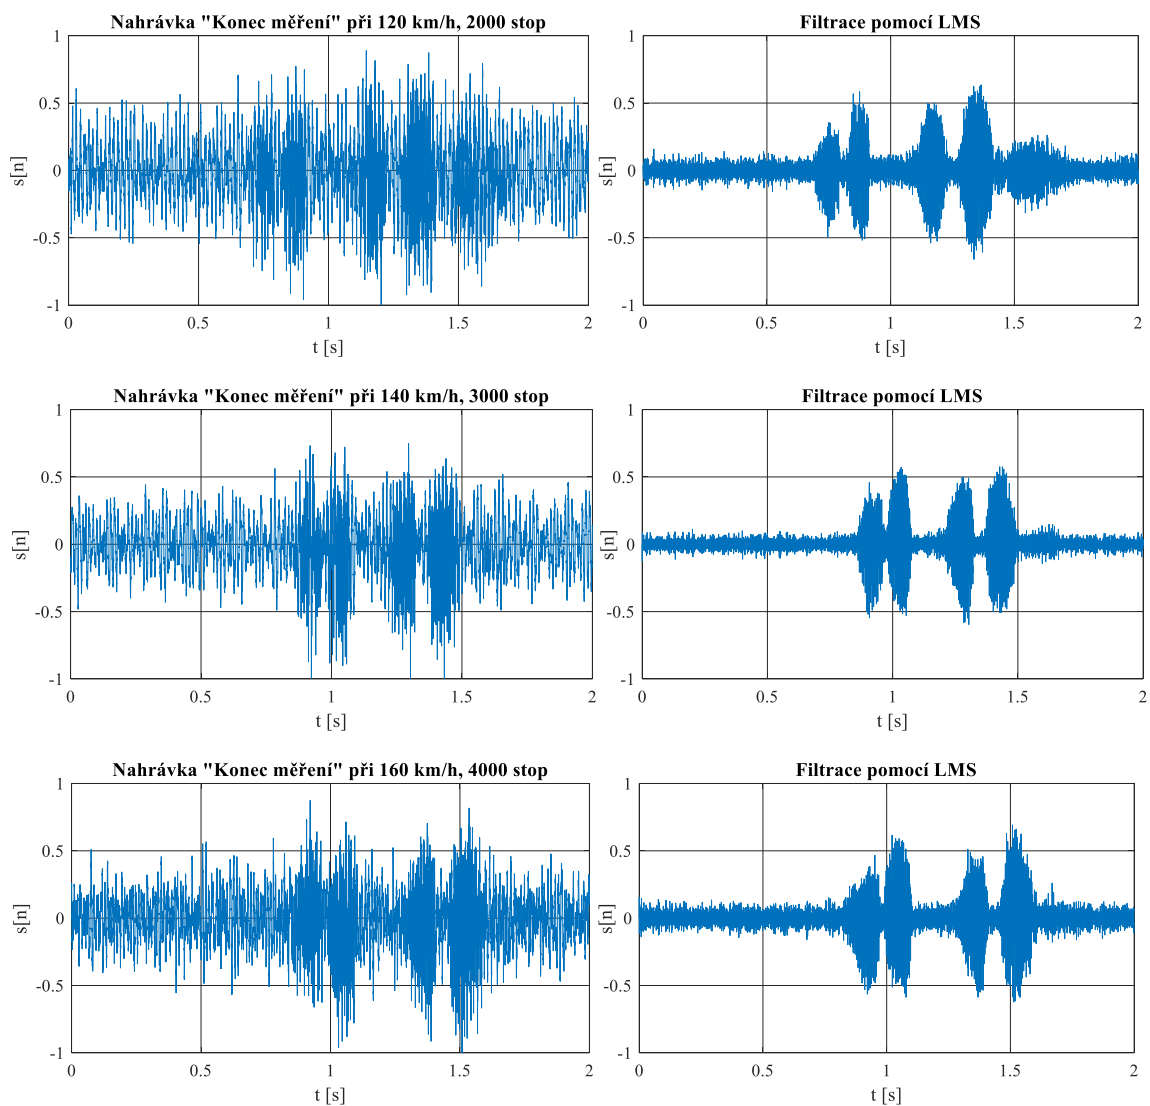 Nahrávka "Konec měření" při 120 km/h, 2000 stop
1
0.5
0
-0.5
-1
s[n]
0 0.5 1 1.5 2
t [s]
Filtrace pomocí LMS
1
0.5
0
-0.5
-1
s[n]
0 0.5 1 1.5 2
t [s]
Nahrávka "Konec měření" při 140 km/h, 3000 stop
1
0.5
0
-0.5
-1
s[n]
0 0.5 1 1.5 2
t [s]
Filtrace pomocí LMS
1
0.5
0
-0.5
-1
s[n]
0 0.5 1 1.5 2
t [s]
Nahrávka "Konec měření" při 160 km/h, 4000 stop
1
0.5
0
-0.5
-1
s[n]
0 0.5 1 1.5 2
t [s]
Filtrace pomocí LMS
1
0.5
0
-0.5
-1
s[n]
0 0.5 1 1.5 2
t [s]